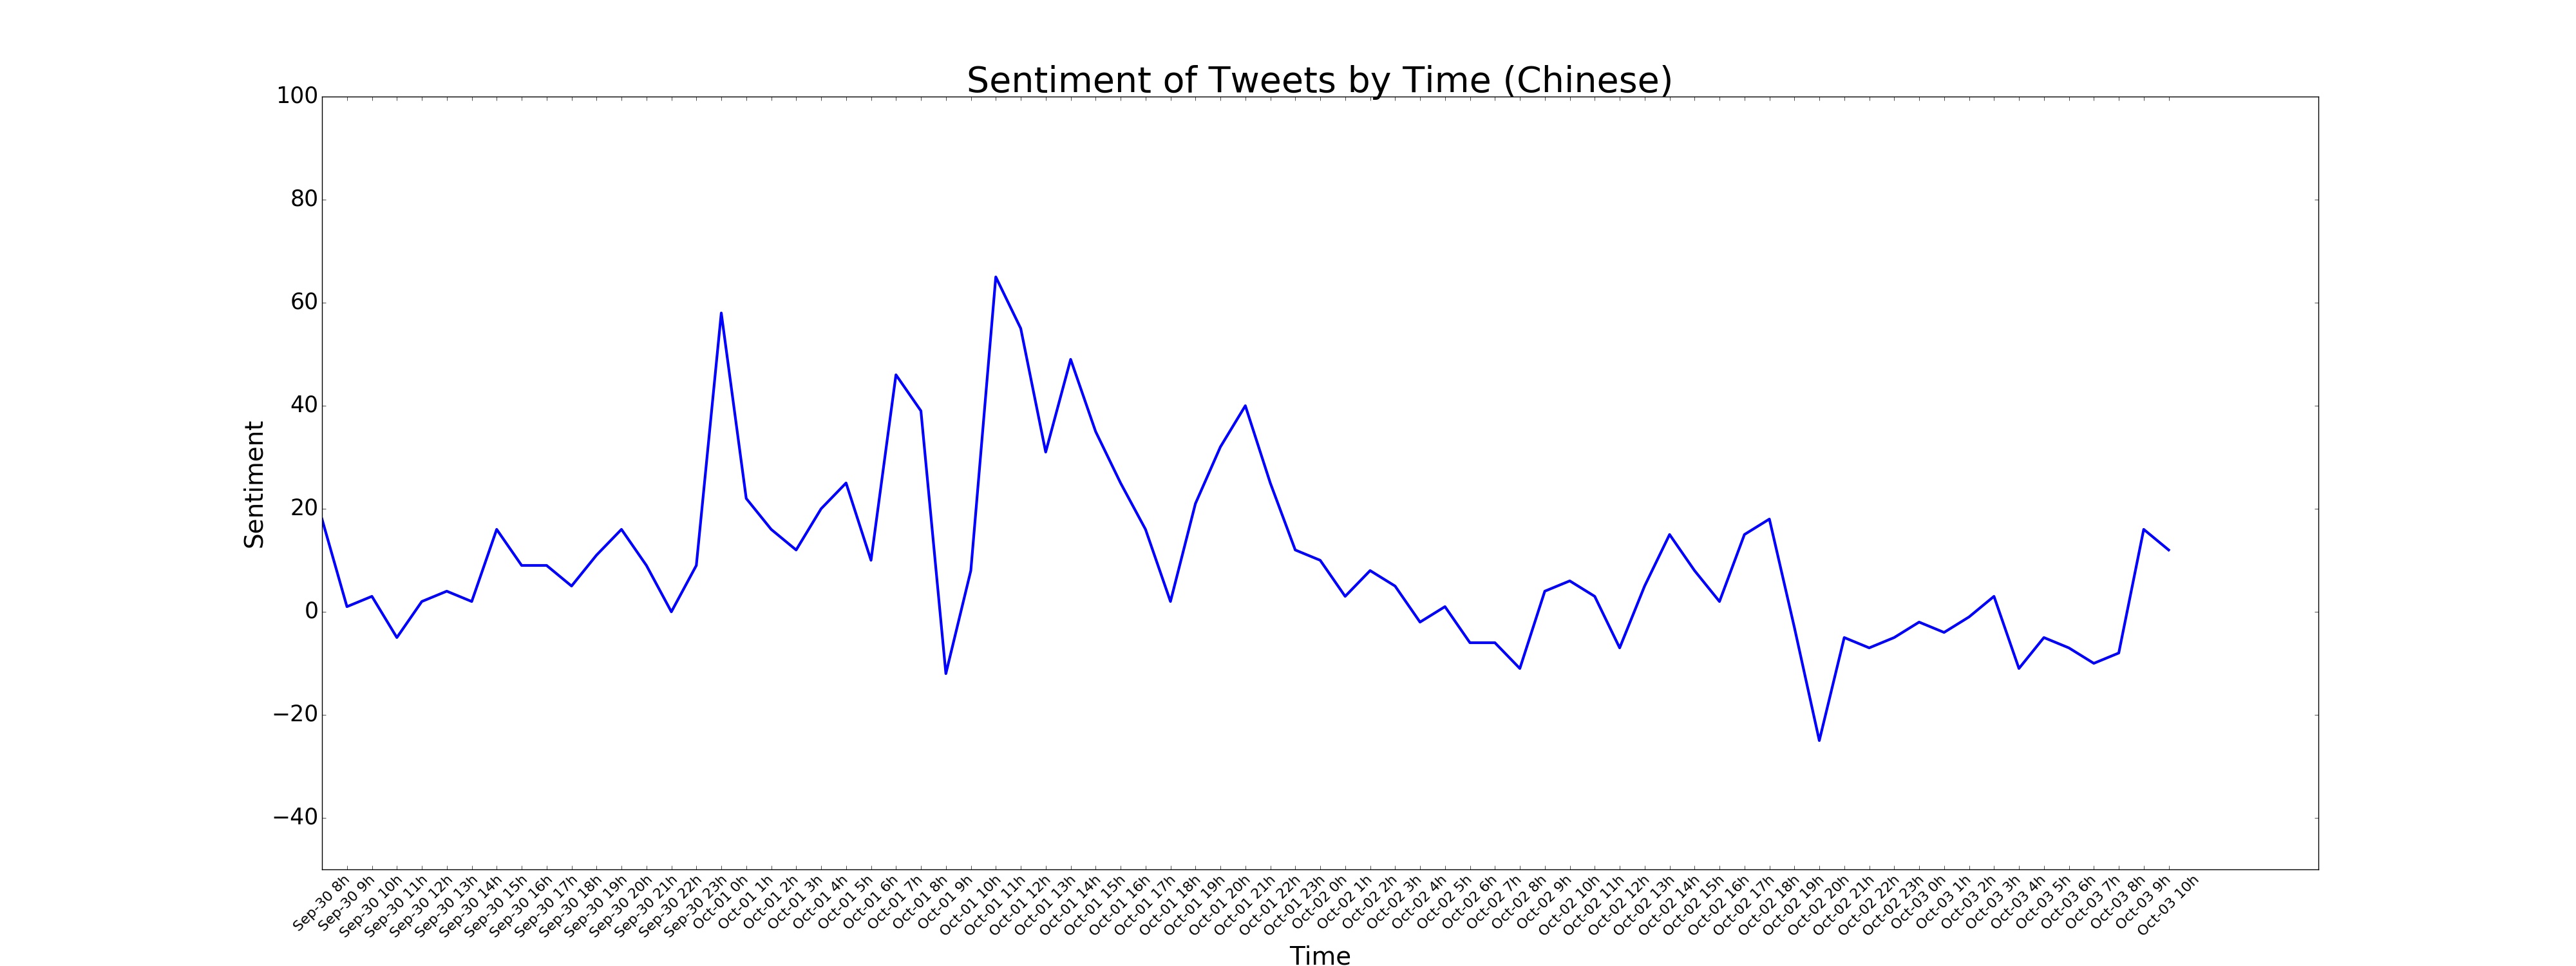 Sentiment of Tweets by Time (Chinese)
100
80
60
40
20
0
−20
−40
Sentiment
Sep-30 8h
Sep-30 9h
Sep-30 10h
Sep-30 11h
Sep-30 12h
Sep-30 13h
Sep-30 14h
Sep-30 15h
Sep-30 16h
Sep-30 17h
Sep-30 18h
Sep-30 19h
Sep-30 20h
Sep-30 21h
Sep-30 22h
Sep-30 23h
Oct-01 0h
Oct-01 1h
Oct-01 2h
Oct-01 3h
Oct-01 4h
Oct-01 5h
Oct-01 6h
Oct-01 7h
Oct-01 8h
Oct-01 9h
Oct-01 10h
Oct-01 11h
Oct-01 12h
Oct-01 13h
Oct-01 14h
Oct-01 15h
Oct-01 16h
Oct-01 17h
Oct-01 18h
Oct-01 19h
Oct-01 20h
Oct-01 21h
Oct-01 22h
Oct-01 23h
Oct-02 0h
Oct-02 1h
Oct-02 2h
Oct-02 3h
Oct-02 4h
Oct-02 5h
Oct-02 6h
Oct-02 7h
Oct-02 8h
Oct-02 9h
Oct-02 10h
Oct-02 11h
Oct-02 12h
Oct-02 13h
Oct-02 14h
Oct-02 15h
Oct-02 16h
Oct-02 17h
Oct-02 18h
Oct-02 19h
Oct-02 20h
Oct-02 21h
Oct-02 22h
Oct-02 23h
Oct-03 0h
Oct-03 1h
Oct-03 2h
Oct-03 3h
Oct-03 4h
Oct-03 5h
Oct-03 6h
Oct-03 7h
Oct-03 8h
Oct-03 9h
Oct-03 10h
Time